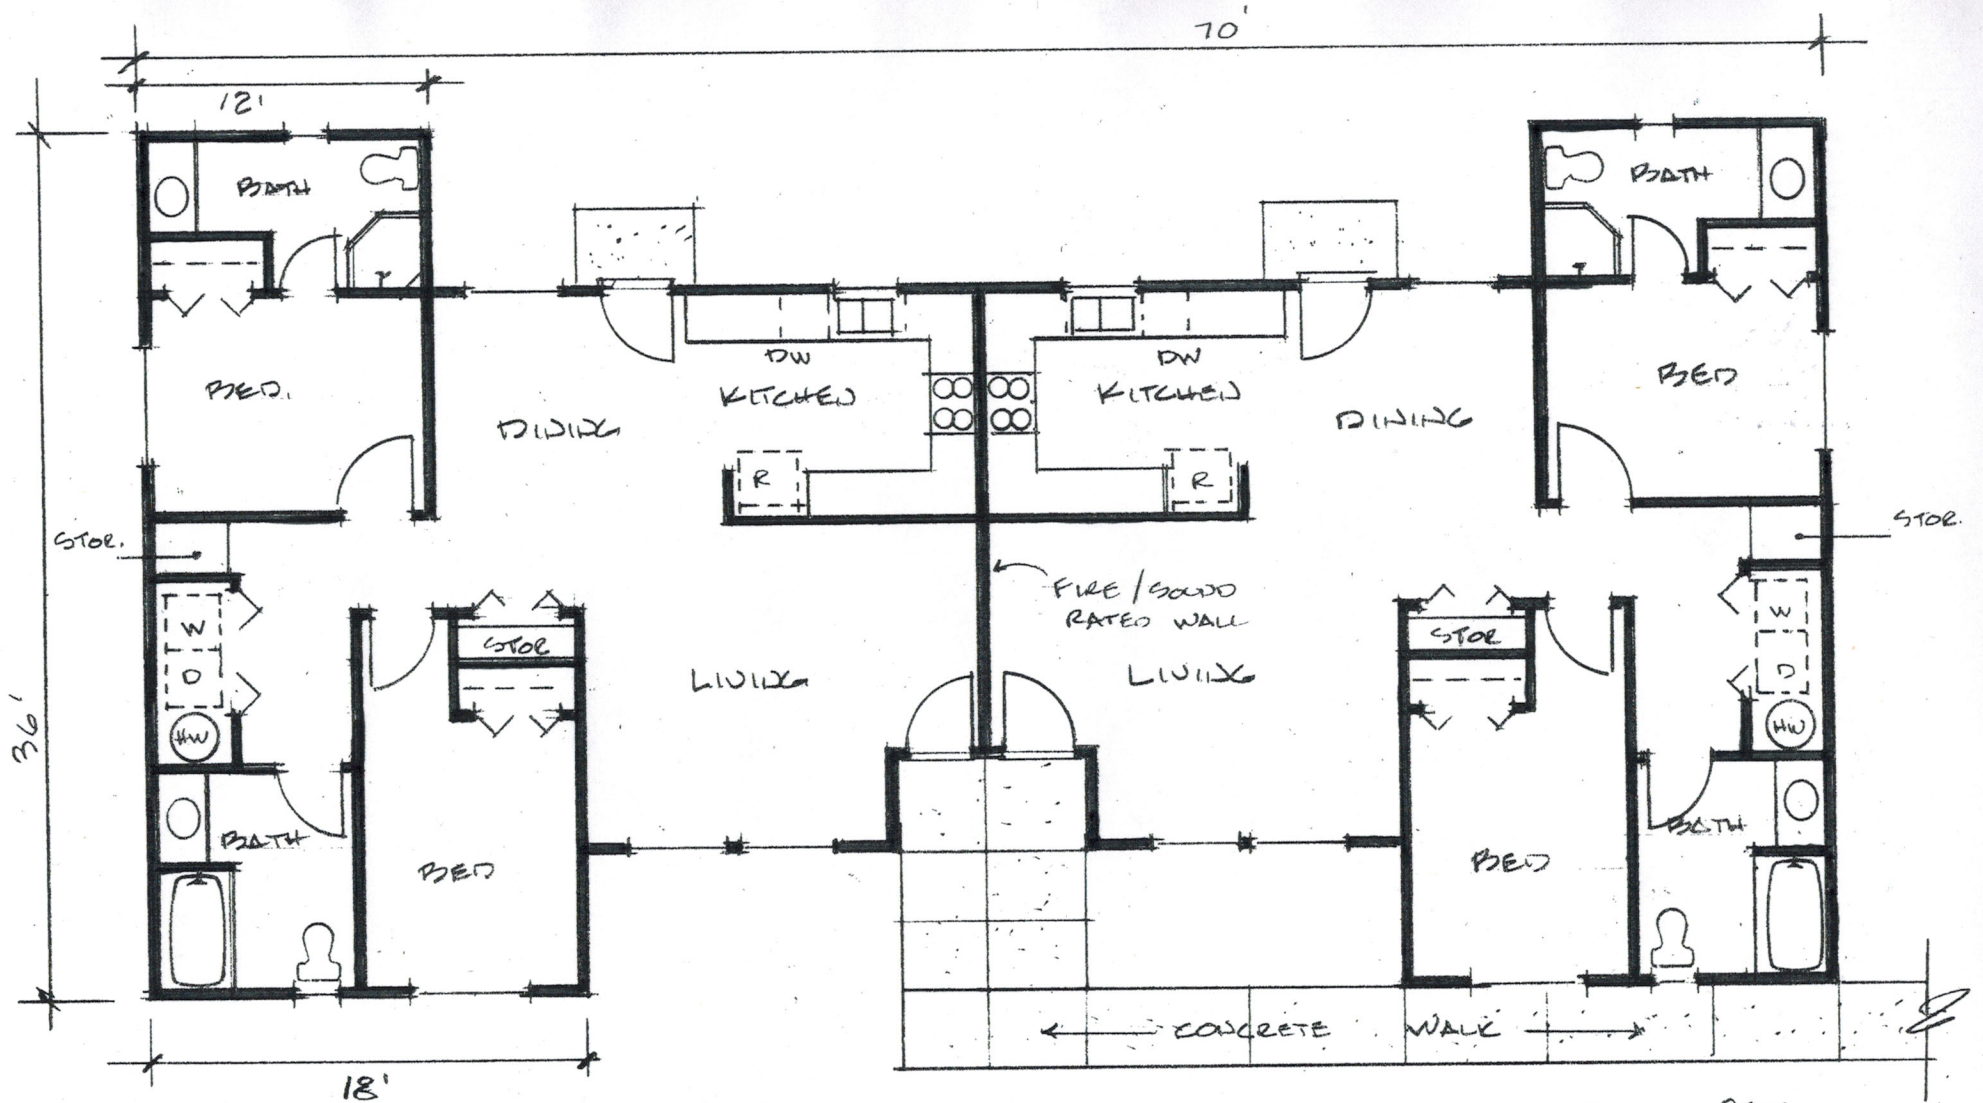 70'
12'
BATH
BATH
BED.
DW
KITCHEN
DINING
DW
KITCHEN
DINING
BED
R
R
STOR.
STOR.
W
D
HW
STOR
FIRE / SOUND
RATED WALL
STOR
W
D
HW
LIVING
LIVING
36'
BATH
BED
BED
BATH
CONCRETE WALK
18'